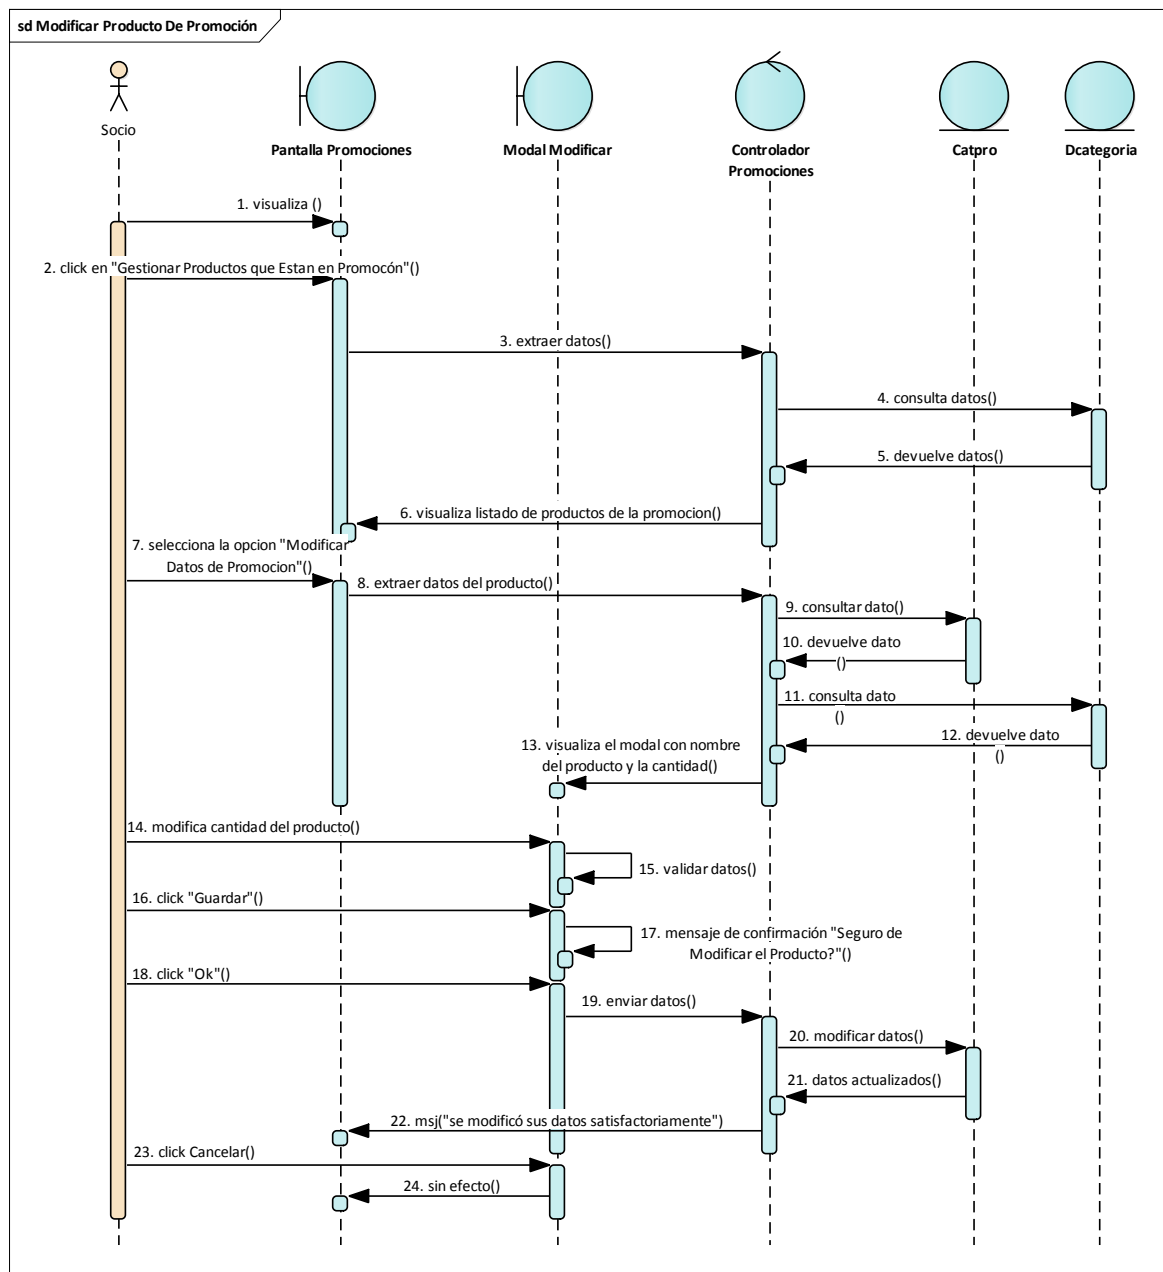 sd Modificar Producto De Promoción
Socio
Pantalla Promociones
Modal Modificar
Controlador
Promociones
Catpro
Dcategoria
1. visualiza ()
2. click en "Gestionar Productos que Estan en Promocón"()
3. extraer datos()
4. consulta datos()
5. devuelve datos()
6. visualiza listado de productos de la promocion()
7. selecciona la opcion "Modificar
Datos de Promocion"()
8. extraer datos del producto()
9. consultar dato()
10. devuelve dato
()
11. consulta dato
()
12. devuelve dato
()
13. visualiza el modal con nombre
del producto y la cantidad()
14. modifica cantidad del producto()
15. validar datos()
16. click "Guardar"()
17. mensaje de confirmación "Seguro de
Modificar el Producto?"()
18. click "Ok"()
19. enviar datos()
20. modificar datos()
21. datos actualizados()
22. msj("se modificó sus datos satisfactoriamente")
23. click Cancelar()
24. sin efecto()